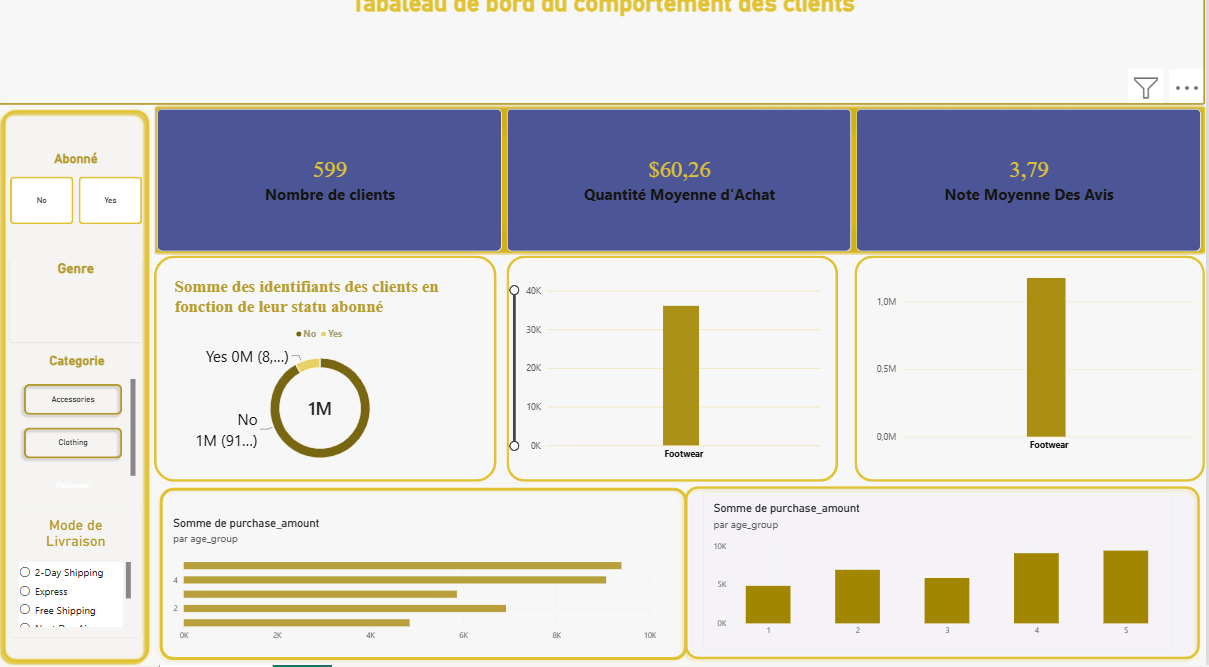 Tabaleau de bord du comportement des clients
Abonné
No
Yes
Genre
Categorie
Accessories
Clothing
Mode de
Livraison
2-Day Shipping
Express
Free Shipping
599
Nombre de clients
$60,26
Quantité Moyenne d'Achat
3,79
Note Moyenne Des Avis
Somme des identifiants des clients en
fonction de leur statu abonné
No Yes
Yes 0M (8,...)
1M
No
1M (91...)
40K
30K
20K
10K
0K
Footwear
1,0M
0,5M
0,0M
Footwear
Somme de purchase_amount
par age_group
4
2
0K 2K 4K 6K 8K 10K
Somme de purchase_amount
par age_group
10K
5K
0K
1 2 3 4 5